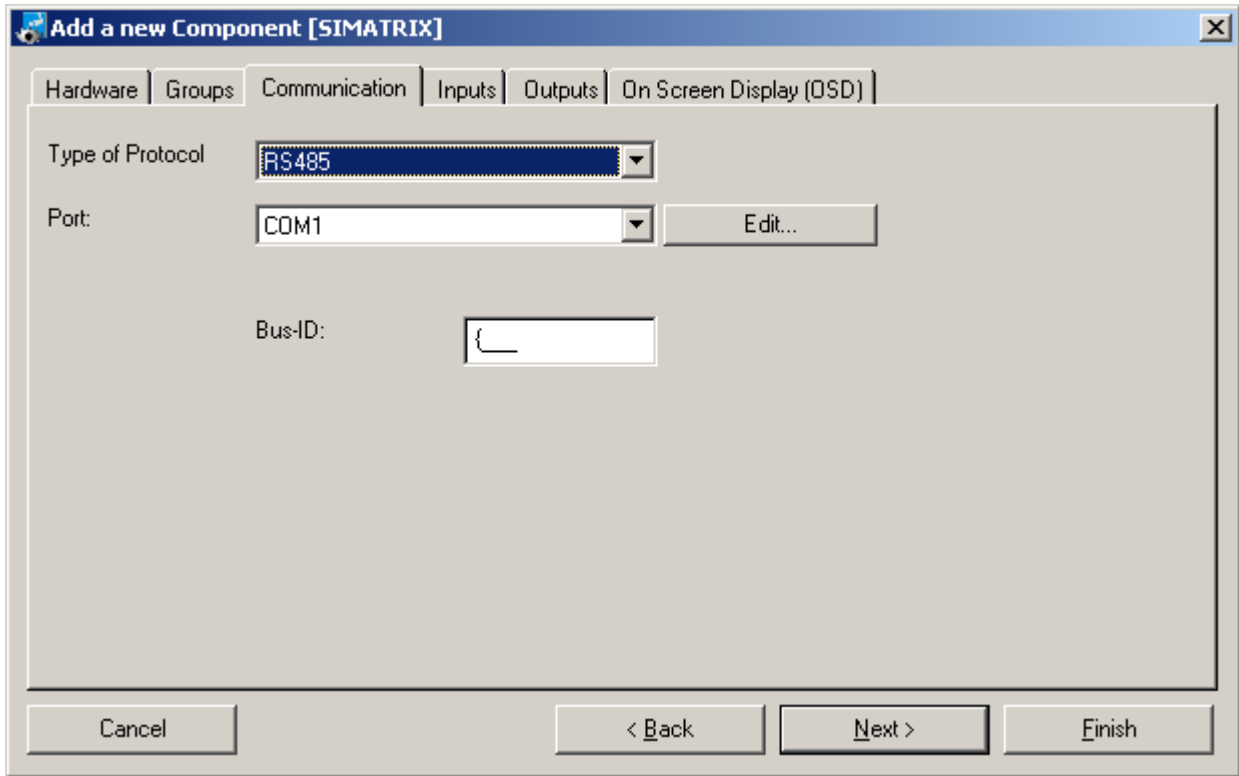 Add a new Component [SIMATRIX]
Hardware Groups Communication Inputs Outputs On Screen Display (OSD)
Type of Protocol RS485
Port: COM1 Edit...
Bus-ID: {___
Cancel < Back Next > Finish